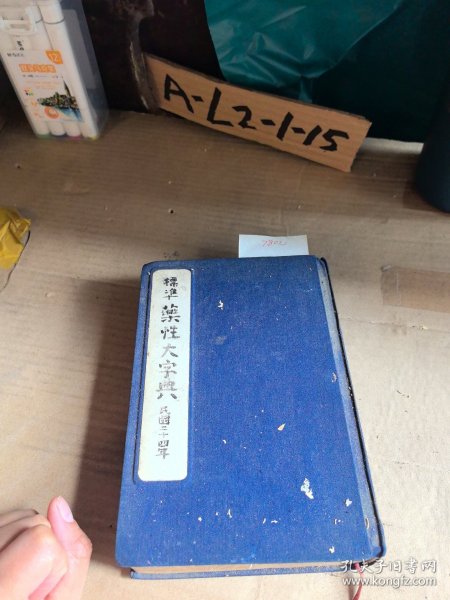 A-L2-1-15
7802
標準
藥性大字典
民國二十四年
孔夫子旧书网
www.kongfz.com